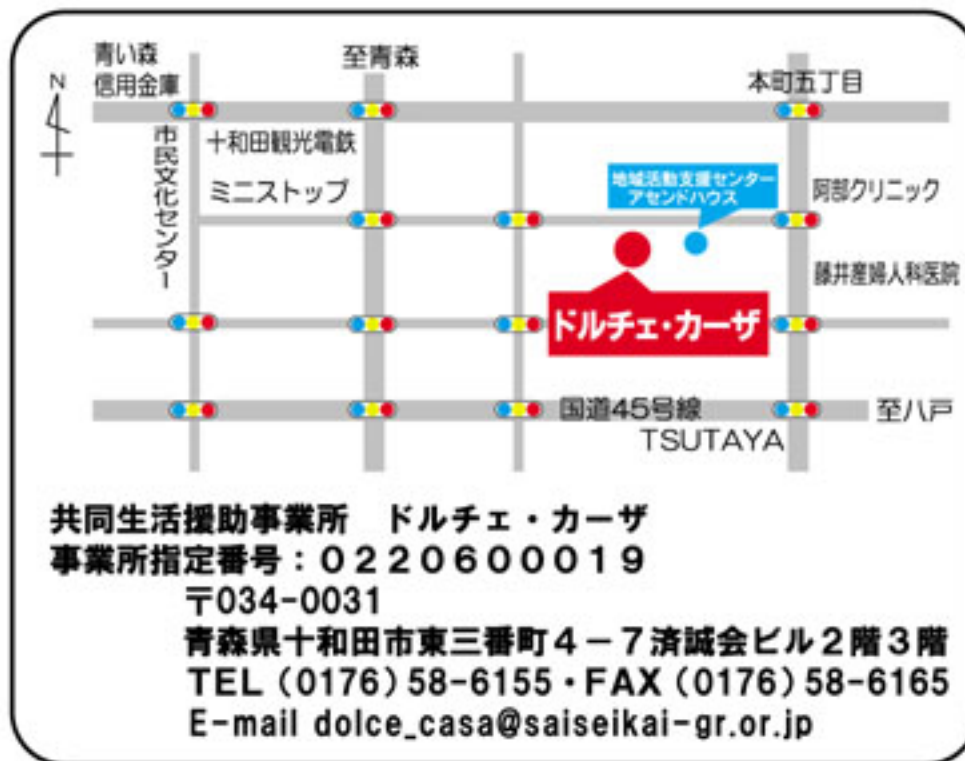 青い森
信用金庫
至青森
本町五丁目
N
市民文化センター
十和田観光電鉄
ミニストップ
地域活動支援センター
アセンドハウス
阿部クリニック
藤井産婦人科医院
ドルチェ・カーザ
国道45号線
至八戸
TSUTAYA
共同生活援助事業所　ドルチェ・カーザ
事業所指定番号：０２２０６０００１９
〒034-0031
青森県十和田市東三番町４－７済誠会ビル２階３階
TEL (0176) 58-6155・FAX (0176) 58-6165
E-mail dolce_casa@saiseikai-gr.or.jp